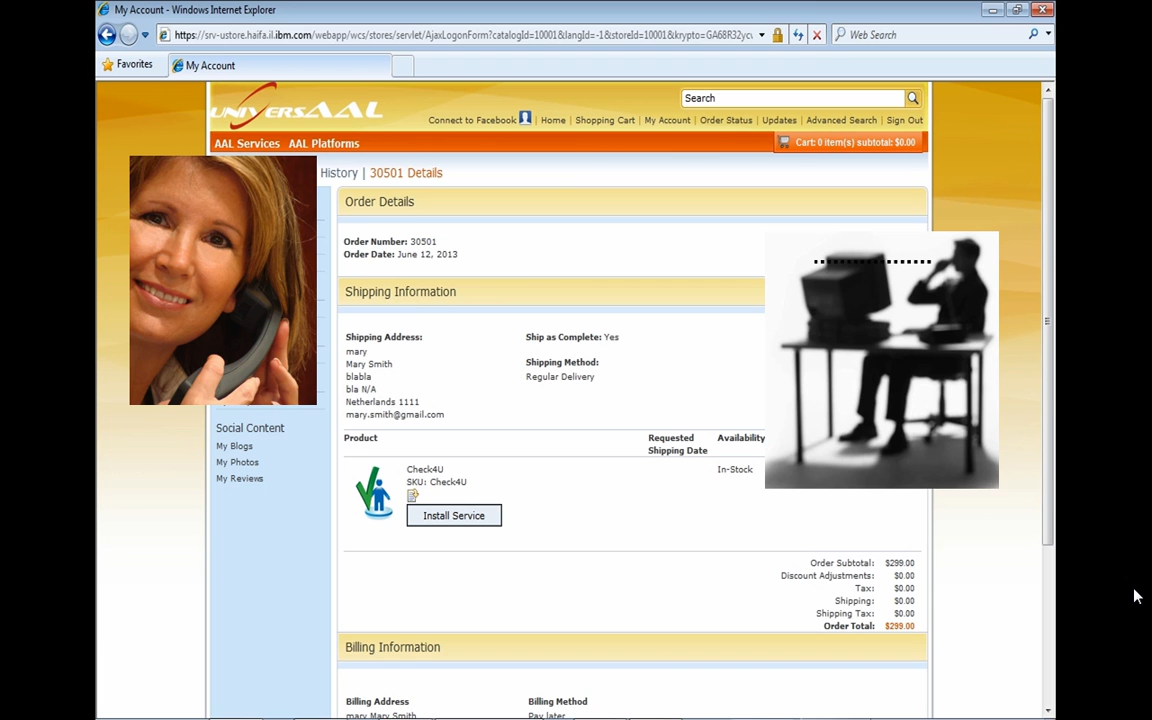 My Account - Windows Internet Explorer
https://srv-ustore.haifa.il.ibm.com/webapp/wcs/stores/servlet/AjaxLogonForm?catalogId=10001&langId=-1&storeId=10001&krypto=GA68R32ycv
Web Search
Favorites
My Account
UNIVERSAAL
Search
Connect to Facebook
Home | Shopping Cart | My Account | Order Status | Updates | Advanced Search | Sign Out
AAL Services AAL Platforms
Cart: 0 item(s) subtotal: $0.00
History | 30501 Details
Order Details
Order Number: 30501
Order Date: June 12, 2013
Shipping Information
Shipping Address:
mary
Mary Smith
blabla
bla N/A
Netherlands 1111
mary.smith@gmail.com
Ship as Complete: Yes
Shipping Method:
Regular Delivery
Social Content
My Blogs
My Photos
My Reviews
Product
Requested
Shipping Date
Availability
Check4U
SKU: Check4U
In-Stock
Install Service
Order Subtotal: $299.00
Discount Adjustments: $0.00
Tax: $0.00
Shipping: $0.00
Shipping Tax: $0.00
Order Total: $299.00
Billing Information
Billing Address
mary Mary Smith
Billing Method
Pay later